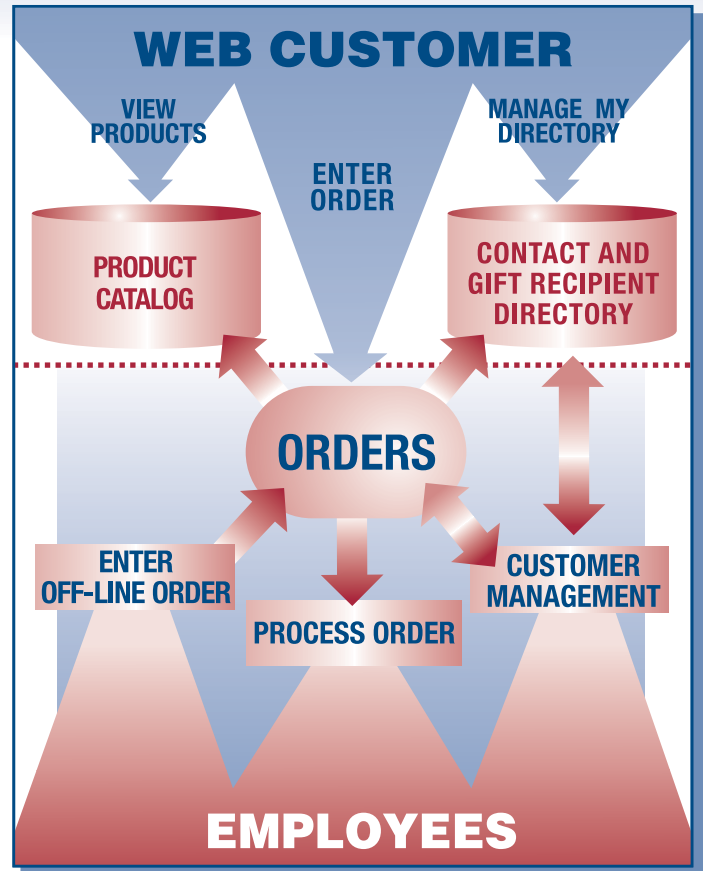 WEB CUSTOMER
VIEW
PRODUCTS
ENTER
ORDER
MANAGE MY
DIRECTORY
PRODUCT
CATALOG
CONTACT AND
GIFT RECIPIENT
DIRECTORY
ORDERS
ENTER
OFF-LINE ORDER
PROCESS ORDER
CUSTOMER
MANAGEMENT
EMPLOYEES